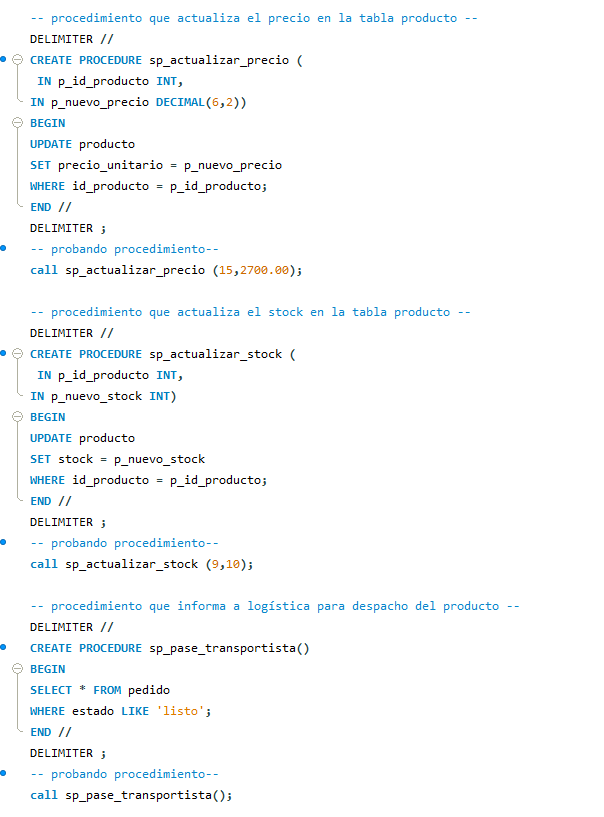 -- procedimiento que actualiza el precio en la tabla producto --
DELIMITER //
CREATE PROCEDURE sp_actualizar_precio (
IN p_id_producto INT,
IN p_nuevo_precio DECIMAL(6,2))
BEGIN
UPDATE producto
SET precio_unitario = p_nuevo_precio
WHERE id_producto = p_id_producto;
END //
DELIMITER ;
-- probando procedimiento--
call sp_actualizar_precio (15,2700.00);
-- procedimiento que actualiza el stock en la tabla producto --
DELIMITER //
CREATE PROCEDURE sp_actualizar_stock (
IN p_id_producto INT,
IN p_nuevo_stock INT)
BEGIN
UPDATE producto
SET stock = p_nuevo_stock
WHERE id_producto = p_id_producto;
END //
DELIMITER ;
-- probando procedimiento--
call sp_actualizar_stock (9,10);
-- procedimiento que informa a logística para despacho del producto --
DELIMITER //
CREATE PROCEDURE sp_pase_transportista()
BEGIN
SELECT * FROM pedido
WHERE estado LIKE 'listo';
END //
DELIMITER ;
-- probando procedimiento--
call sp_pase_transportista();